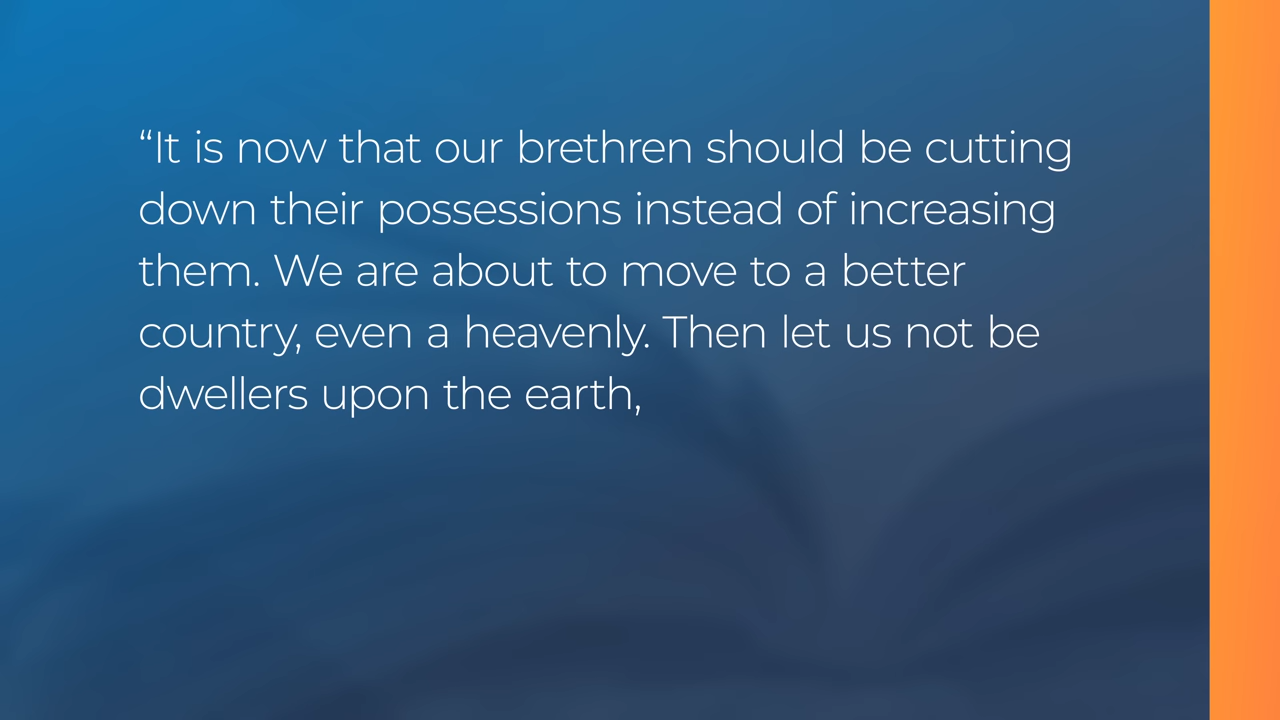 “It is now that our brethren should be cutting
down their possessions instead of increasing
them. We are about to move to a better
country, even a heavenly. Then let us not be
dwellers upon the earth,